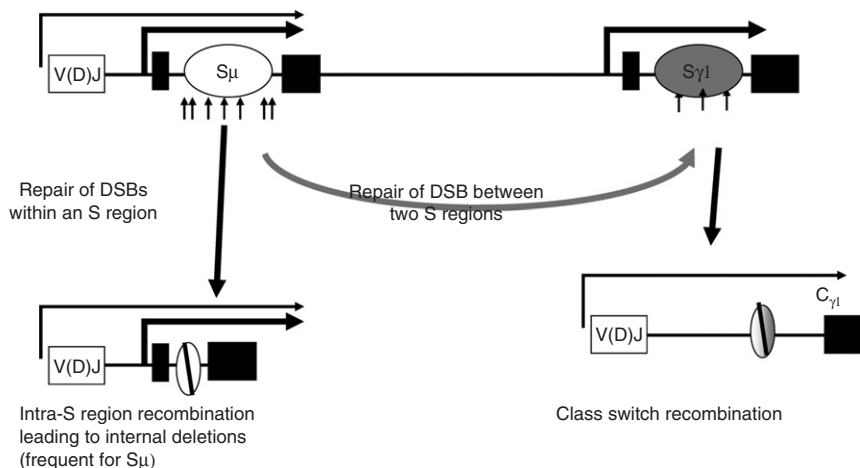 V(D)J
Sμ
Sγ1
Repair of DSBs
within an S region
Repair of DSB between
two S regions
V(D)J
V(D)J
Cγ1
Intra-S region recombination
leading to internal deletions
(frequent for Sμ)
Class switch recombination